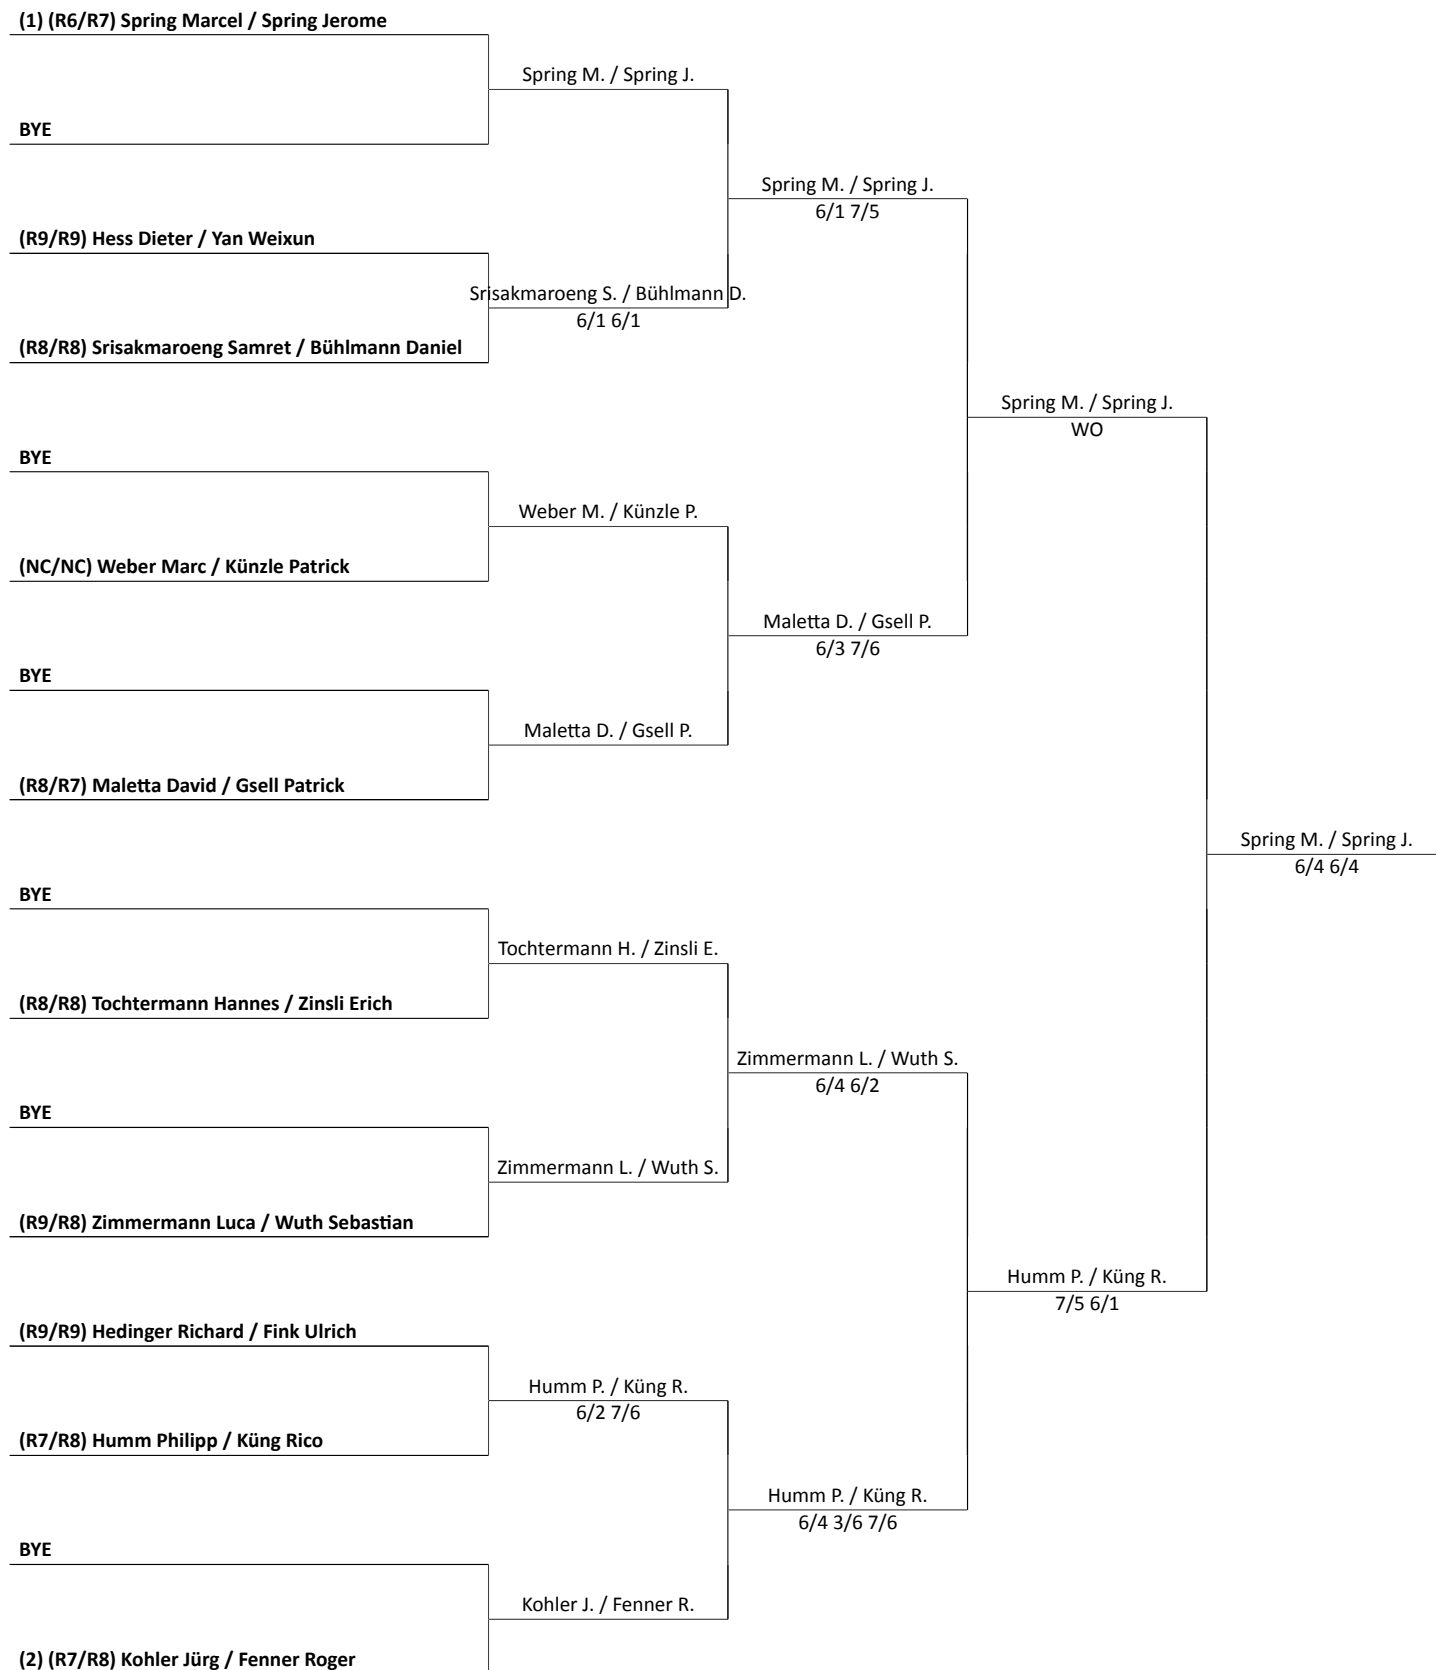 (1) (R6/R7) Spring Marcel / Spring Jerome
Spring M. / Spring J.
BYE
Spring M. / Spring J.
6/1 7/5
(R9/R9) Hess Dieter / Yan Weixun
Srisakmaroeng S. / Bühlmann D.
6/1 6/1
(R8/R8) Srisakmaroeng Samret / Bühlmann Daniel
Spring M. / Spring J.
WO
BYE
Weber M. / Künzle P.
(NC/NC) Weber Marc / Künzle Patrick
Maletta D. / Gsell P.
6/3 7/6
BYE
Maletta D. / Gsell P.
(R8/R7) Maletta David / Gsell Patrick
Spring M. / Spring J.
6/4 6/4
BYE
Tochtermann H. / Zinsli E.
(R8/R8) Tochtermann Hannes / Zinsli Erich
Zimmermann L. / Wuth S.
6/4 6/2
BYE
Zimmermann L. / Wuth S.
(R9/R8) Zimmermann Luca / Wuth Sebastian
Humm P. / Küng R.
7/5 6/1
(R9/R9) Hedinger Richard / Fink Ulrich
Humm P. / Küng R.
6/2 7/6
(R7/R8) Humm Philipp / Küng Rico
Humm P. / Küng R.
6/4 3/6 7/6
BYE
Kohler J. / Fenner R.
(2) (R7/R8) Kohler Jürg / Fenner Roger